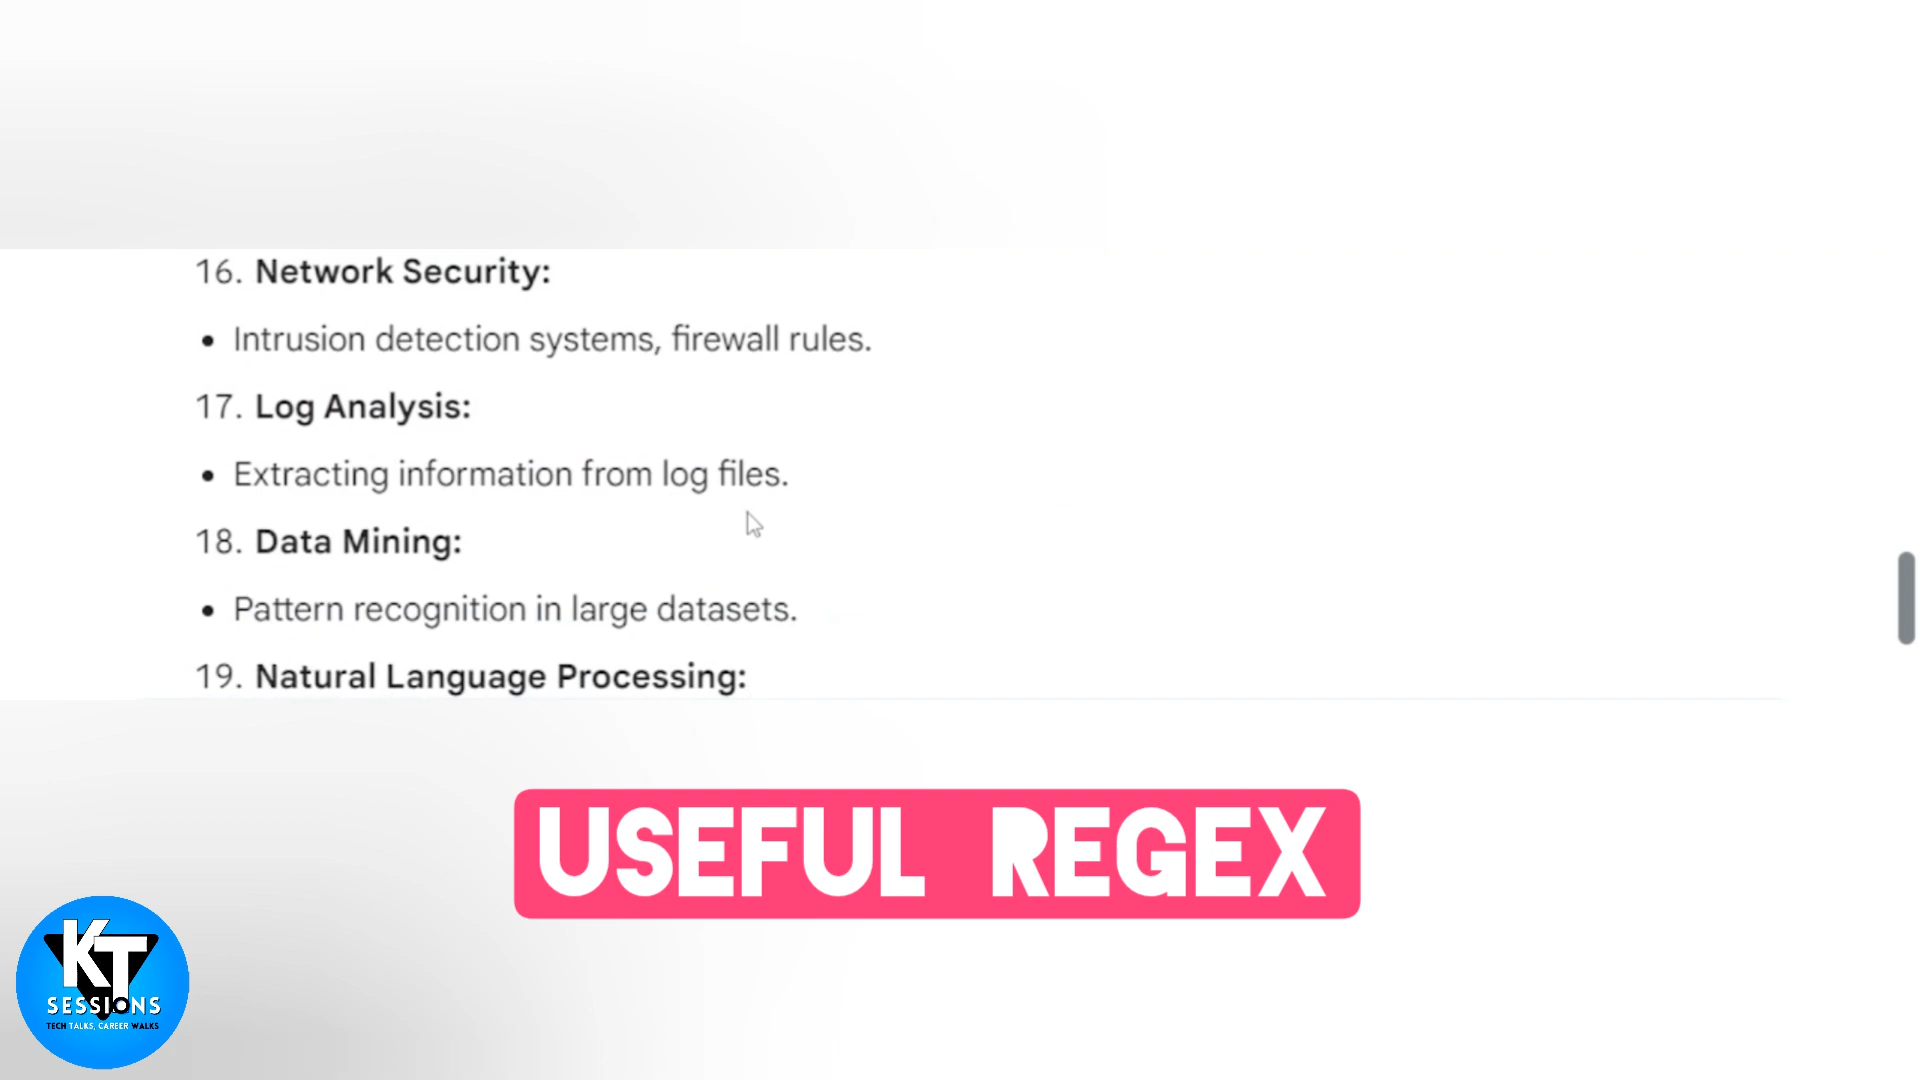 16. Network Security:
• Intrusion detection systems, firewall rules.
17. Log Analysis:
• Extracting information from log files.
18. Data Mining:
• Pattern recognition in large datasets.
19. Natural Language Processing:
USEFUL REGEX
KT
SESSIONS
TECH TALKS, CAREER WALKS